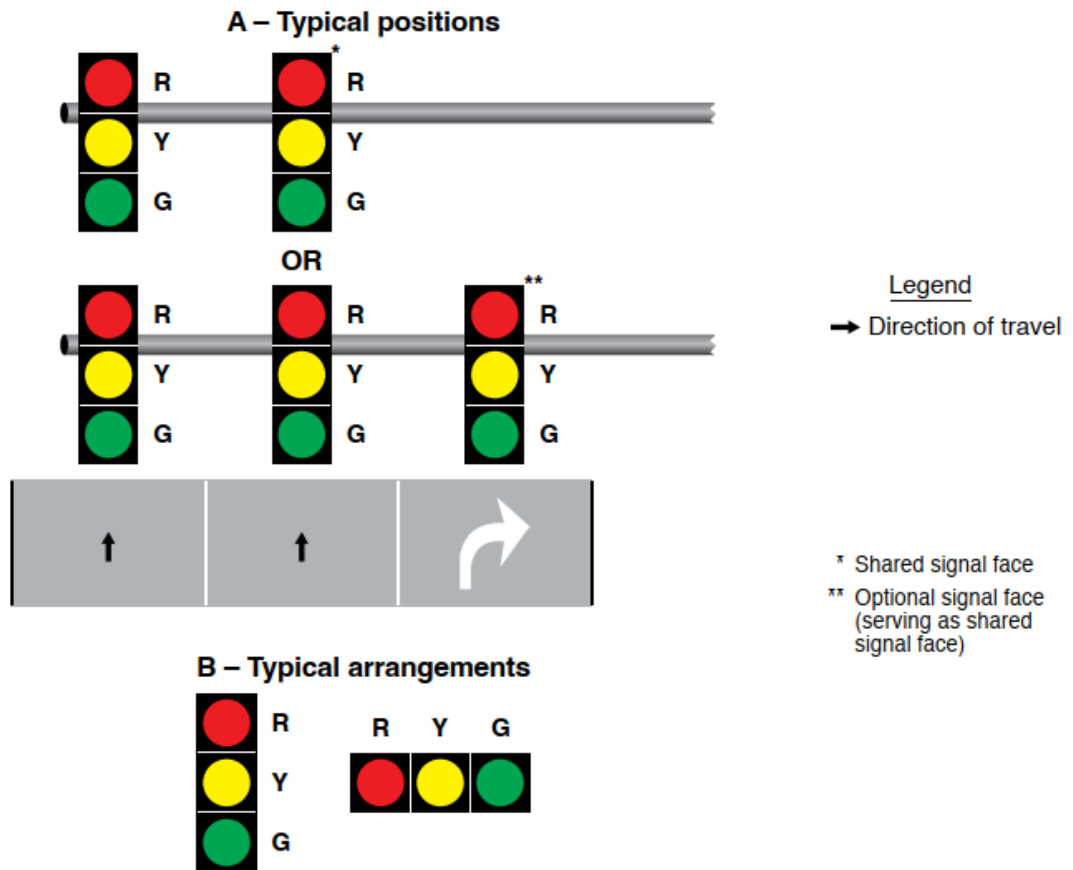 A – Typical positions
*
R R
Y Y
G G
OR
**
R R R
Y Y Y
G G G
Legend
Direction of travel
* Shared signal face
** Optional signal face
(serving as shared
signal face)
B – Typical arrangements
R
Y
G
R Y G